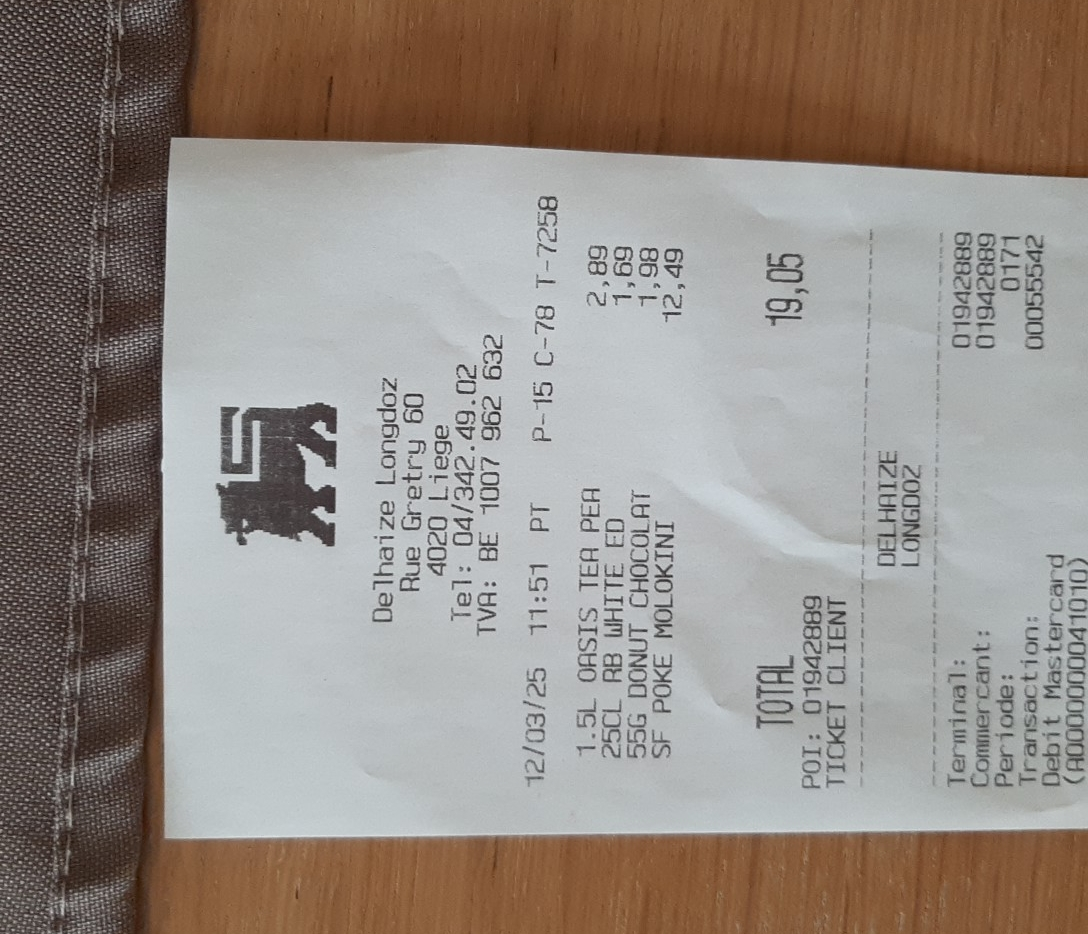 Delhaize Longdoz
Rue Gretry 60
4020 Liege
Tel: 04/342.49.02
TVA: BE 1007 962 632
12/03/25 11:51 PT P-15 C-78 T-7258
1.5L OASIS TEA PEA 2,89
25CL RB WHITE ED 1,69
55G DONUT CHOCOLAT 1,98
SF POKE MOLOKINI 12,49
TOTAL 19,05
POI: 01942889
TICKET CLIENT
DELHAIZE
LONGDOZ
Terminal: 01942889
Commercant: 01942889
Periode: 0171
Transaction: 00055542
Debit Mastercard
(A0000000041010)